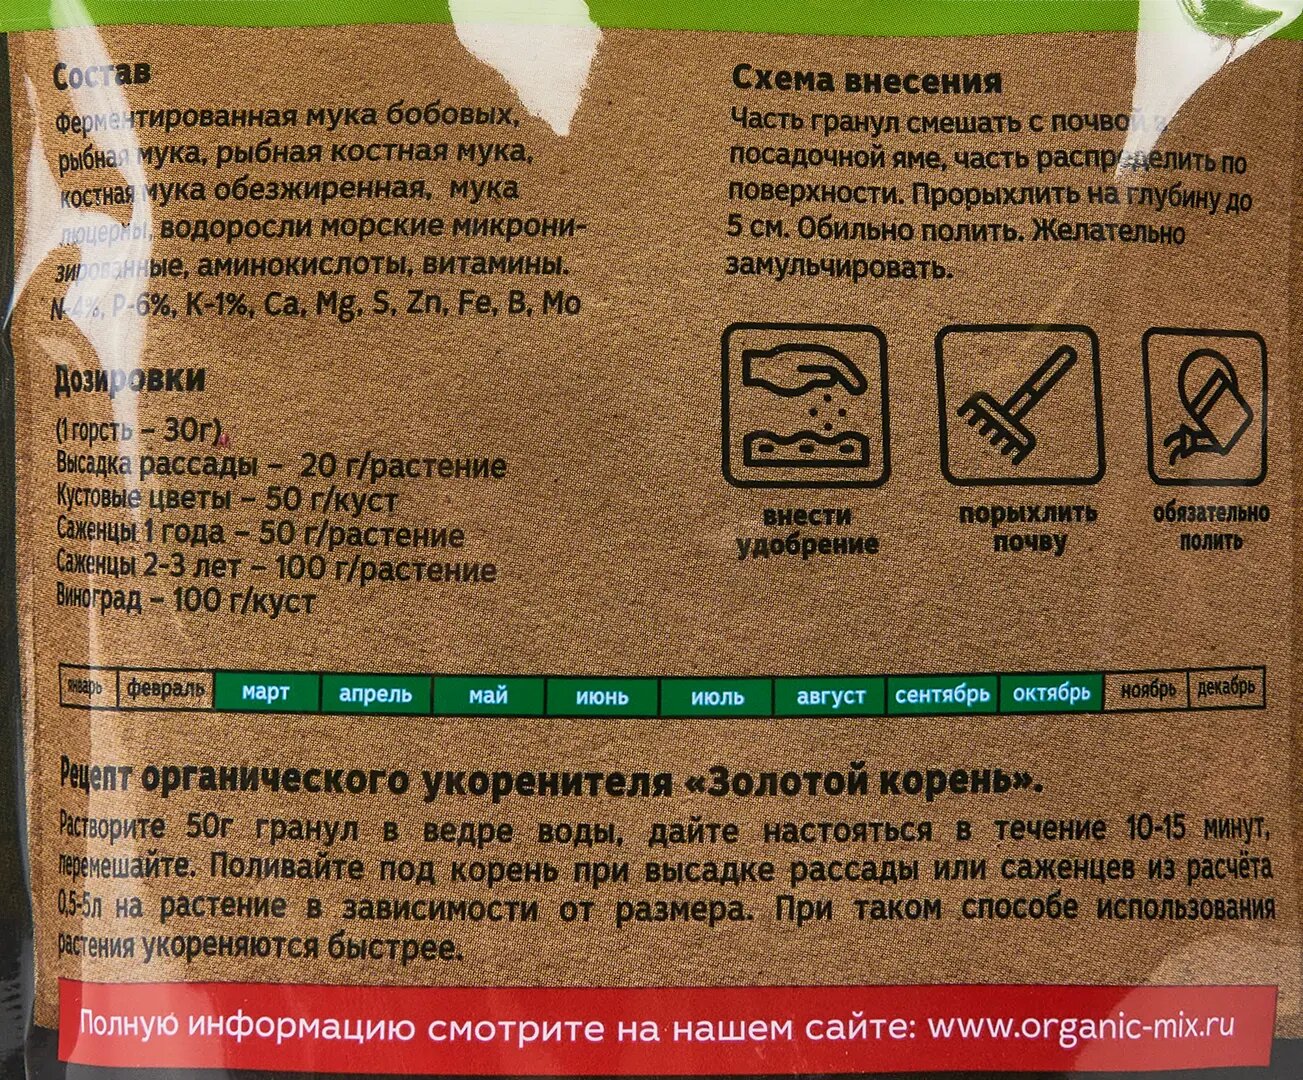 Состав
Ферментированная мука бобовых,
рыбная мука, рыбная костная мука,
костная мука обезжиренная, мука
люцерны, водоросли морские микрони-
зированные, аминокислоты, витамины.
N-4%, P-6%, K-1%, Ca, Mg, S, Zn, Fe, B, Mo
Дозировки
(1 горсть – 30г)
Высадка рассады – 20 г/растение
Кустовые цветы – 50 г/куст
Саженцы 1 года – 50 г/растение
Саженцы 2-3 лет – 100 г/растение
Виноград – 100 г/куст
Схема внесения
Часть гранул смешать с почвой в
посадочной яме, часть распределить по
поверхности. Прорыхлить на глубину до
5 см. Обильно полить. Желательно
замульчировать.
внести
удобрение
порыхлить
почву
обязательно
полить
январь февраль март апрель май июнь июль август сентябрь октябрь ноябрь декабрь
Рецепт органического укоренителя «Золотой корень».
Растворите 50г гранул в ведре воды, дайте настояться в течение 10-15 минут,
перемешайте. Поливайте под корень при высадке рассады или саженцев из расчёта
0,5-5л на растение в зависимости от размера. При таком способе использования
растения укореняются быстрее.
Полную информацию смотрите на нашем сайте: www.organic-mix.ru